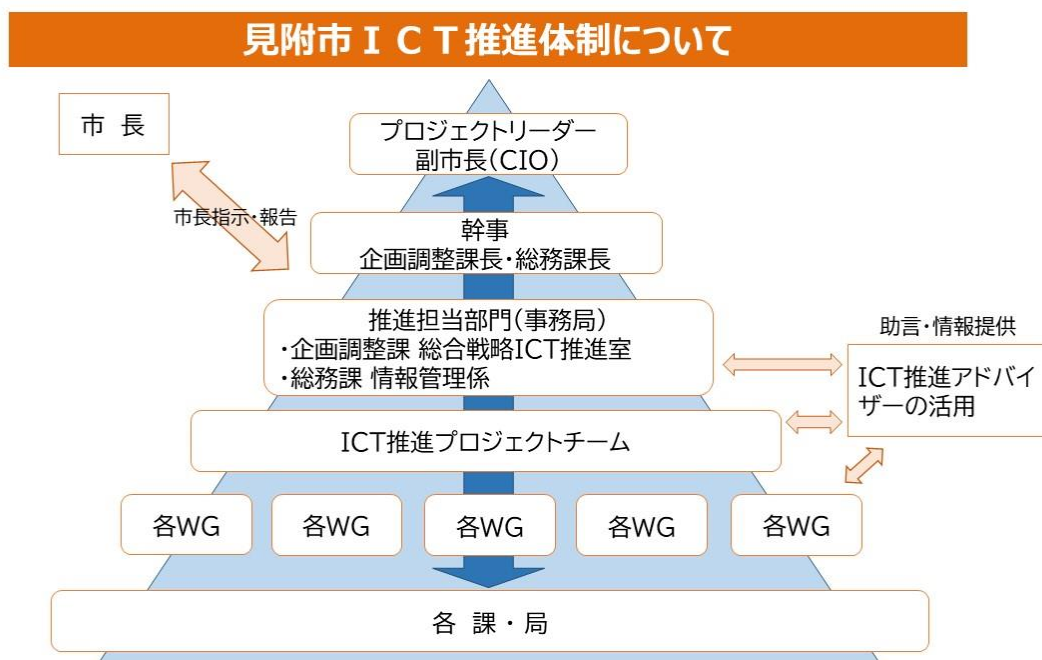 見附市ＩＣＴ推進体制について
市 長
プロジェクトリーダー
副市長(CIO)
市長指示・報告
幹事
企画調整課長・総務課長
推進担当部門(事務局)
・企画調整課 総合戦略ICT推進室
・総務課 情報管理係
助言・情報提供
ICT推進アドバイ
ザーの活用
ICT推進プロジェクトチーム
各WG
各WG
各WG
各WG
各WG
各 課・局